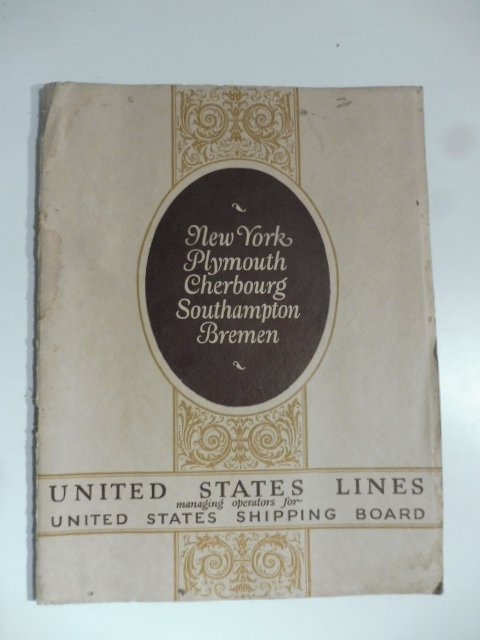 New York
Plymouth
Cherbourg
Southampton
Bremen
UNITED STATES LINES
managing operators for
UNITED STATES SHIPPING BOARD